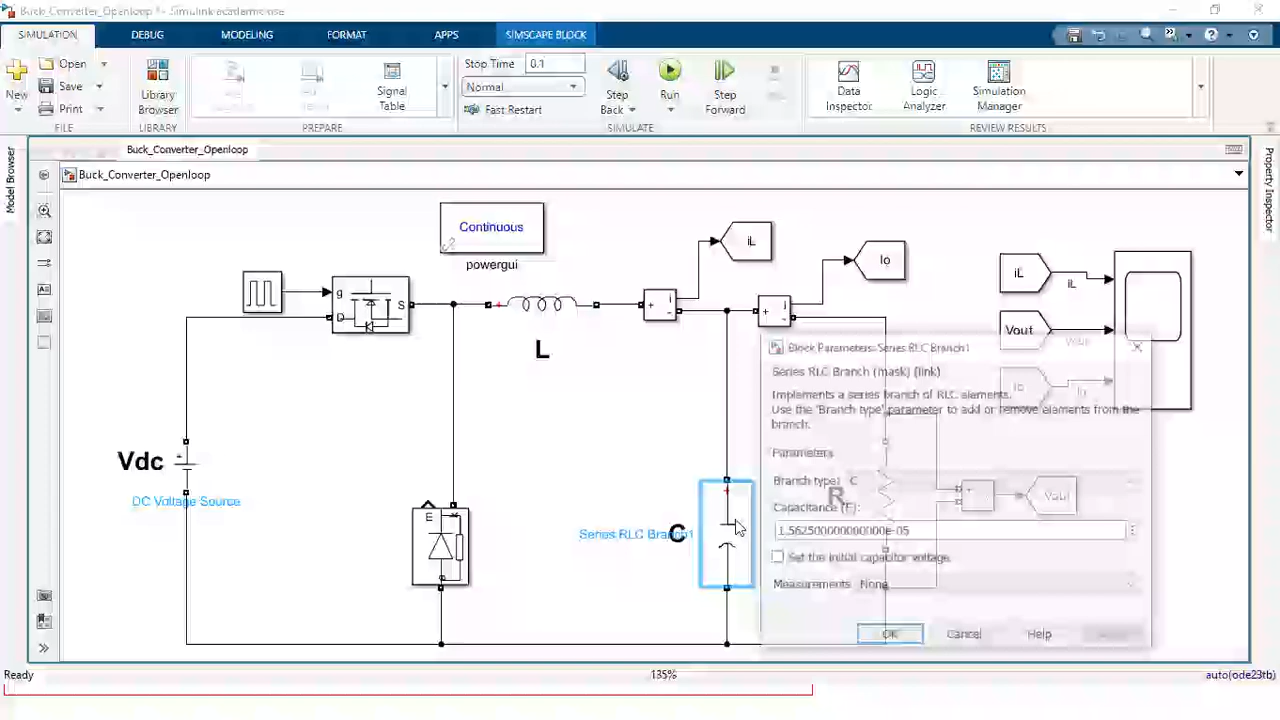 Buck_Converter_Openloop * - Simulink academic use
SIMULATION
DEBUG
MODELING
FORMAT
APPS
SIMSCAPE BLOCK
New
Open
Save
Print
FILE
Library
Browser
LIBRARY
Signal
Table
PREPARE
Stop Time 0.1
Normal
Fast Restart
Step
Back
Run
Step
Forward
SIMULATE
Data
Inspector
Logic
Analyzer
Simulation
Manager
REVIEW RESULTS
Model Browser
Buck_Converter_Openloop
Buck_Converter_Openloop
Property Inspector
Continuous
powergui
g
D
S
L
+
i
-
iL
+
i
-
Io
iL
iL
Vout
Vout
Io
Io
Vdc
+
DC Voltage Source
Series RLC Branch1
C
+
R
+
-
Vout
Block Parameters: Series RLC Branch1
Series RLC Branch (mask) (link)
Implements a series branch of RLC elements.
Use the 'Branch type' parameter to add or remove elements from the
branch.
Parameters
Branch type: C
Capacitance (F):
1.562500000000000e-05
Set the initial capacitor voltage
Measurements None
OK
Cancel
Help
Ready
135%
auto(ode23tb)